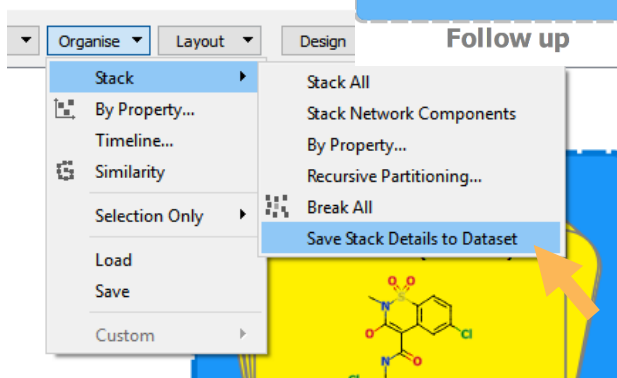 Organise
Layout
Design
Follow up
Stack
By Property...
Timeline...
Similarity
Selection Only
Load
Save
Custom
Stack All
Stack Network Components
By Property...
Recursive Partitioning...
Break All
Save Stack Details to Dataset
O
O
S
N
O
Cl
N
O